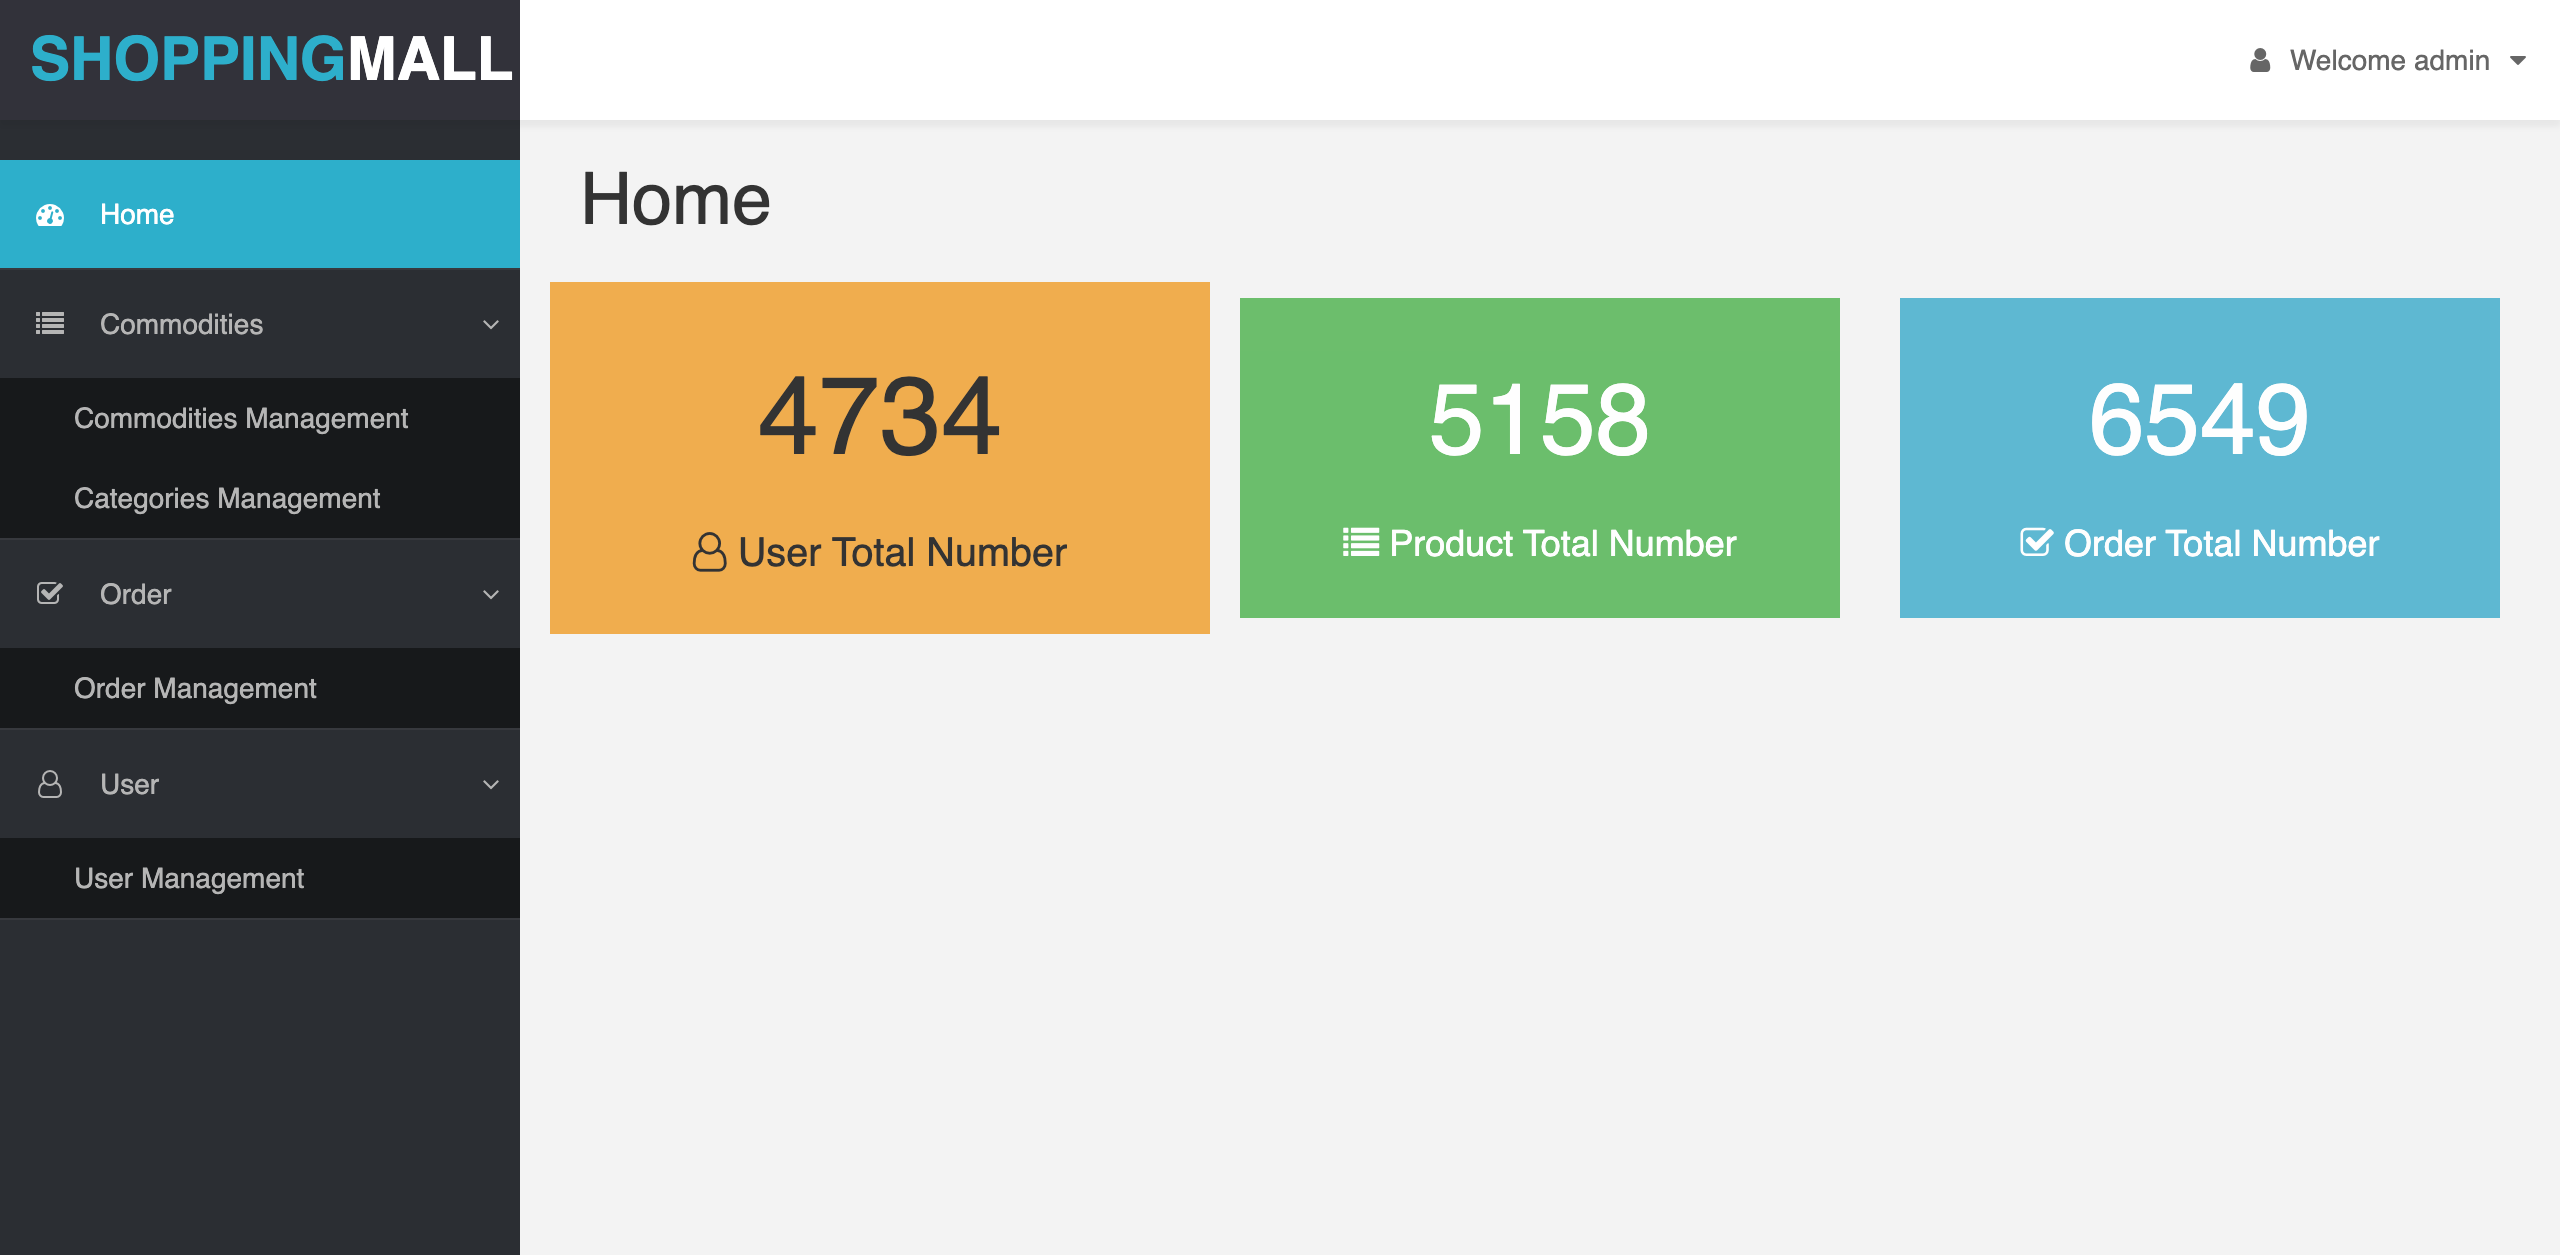 SHOPPINGMALL
Welcome admin
Home
Commodities
Commodities Management
Categories Management
Order
Order Management
User
User Management
Home
4734
User Total Number
5158
Product Total Number
6549
Order Total Number